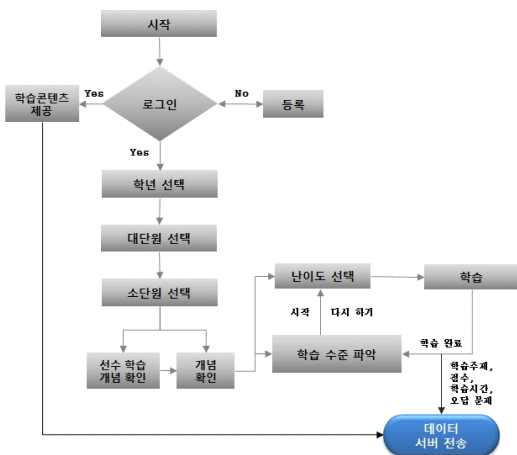 시작
학습콘텐츠
제공
Yes
로그인
No
등록
Yes
학년 선택
대단원 선택
소단원 선택
난이도 선택
학습
시작
다시 하기
선수 학습
개념 확인
개념
확인
학습 수준 파악
학습 완료
학습주제,
점수,
학습시간,
오답 문제
데이터
서버 전송